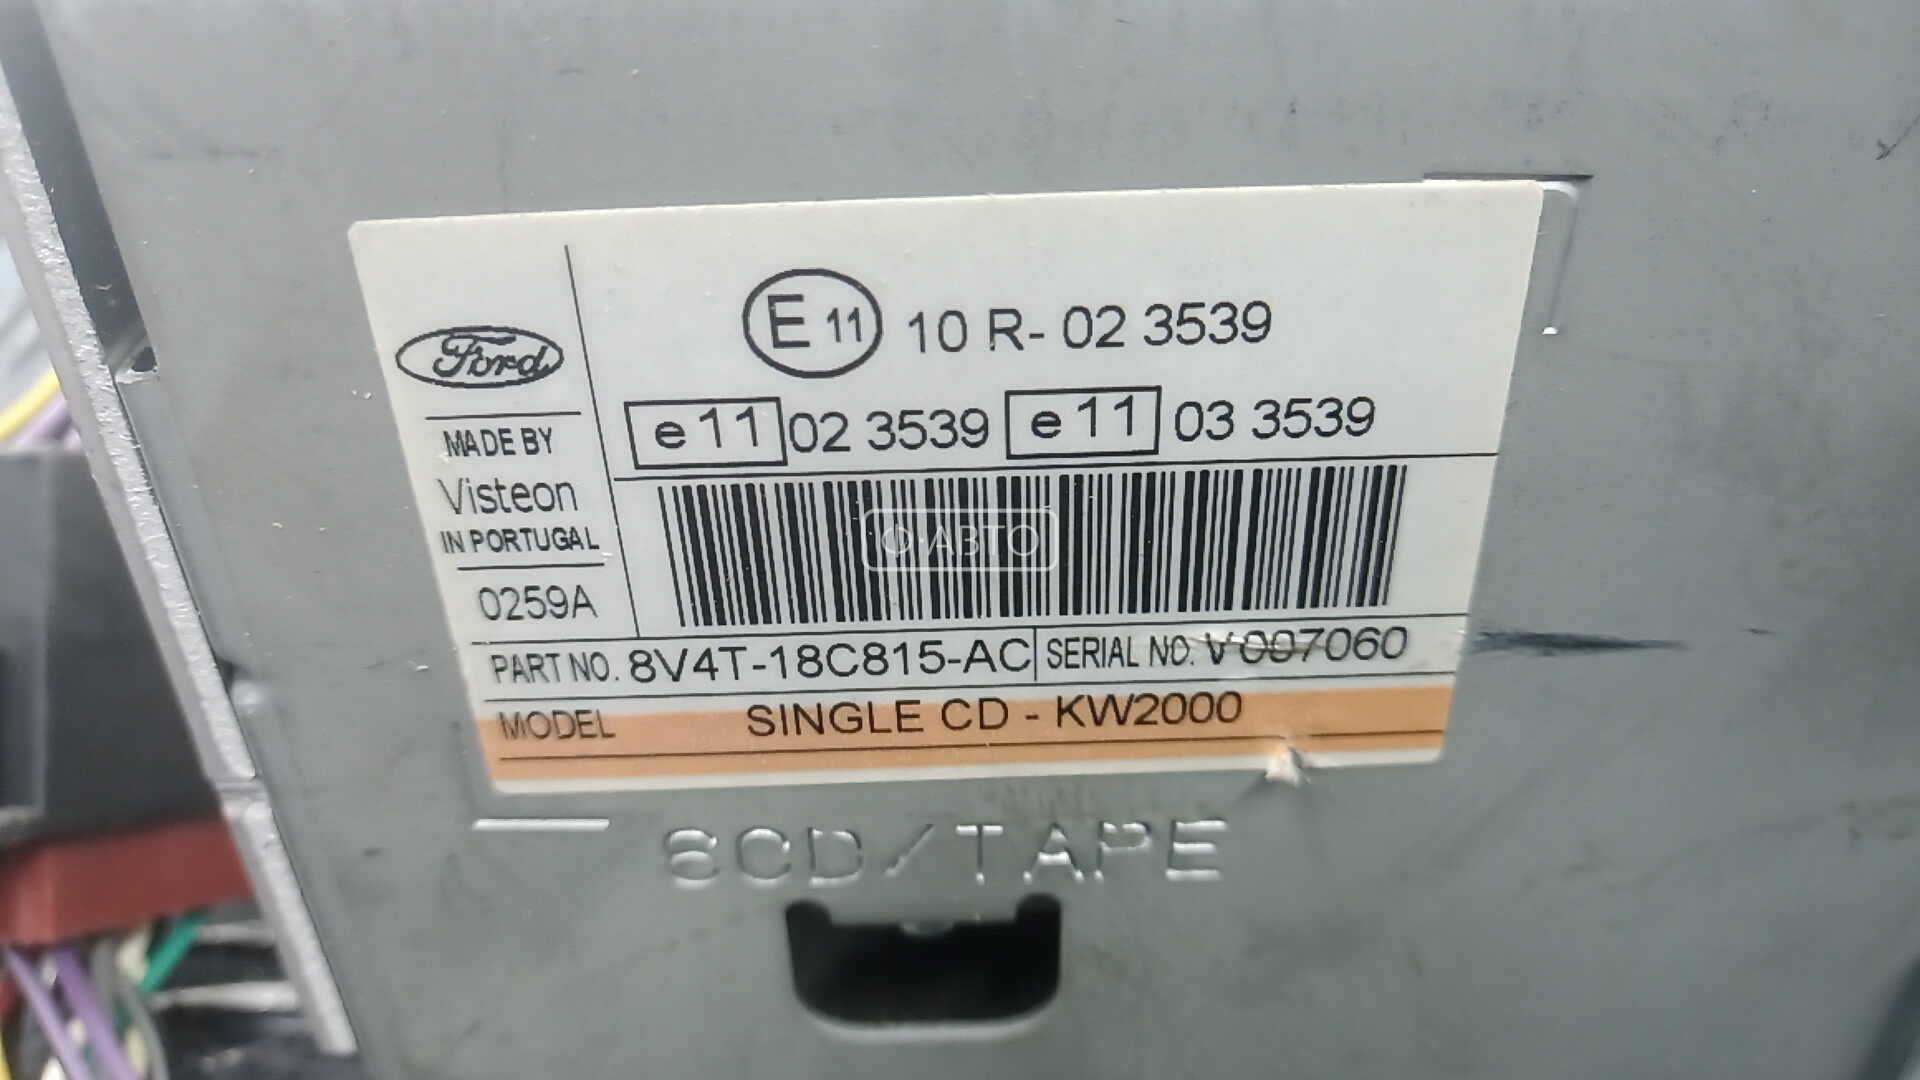 E 11 10 R- 02 3539
e 11 02 3539 e 11 03 3539
Ford
MADE BY
Visteon
IN PORTUGAL
0259A
PART NO. 8V4T-18C815-AC SERIAL NO. V007060
MODEL SINGLE CD - KW2000
6CD/TAPE
АВТО